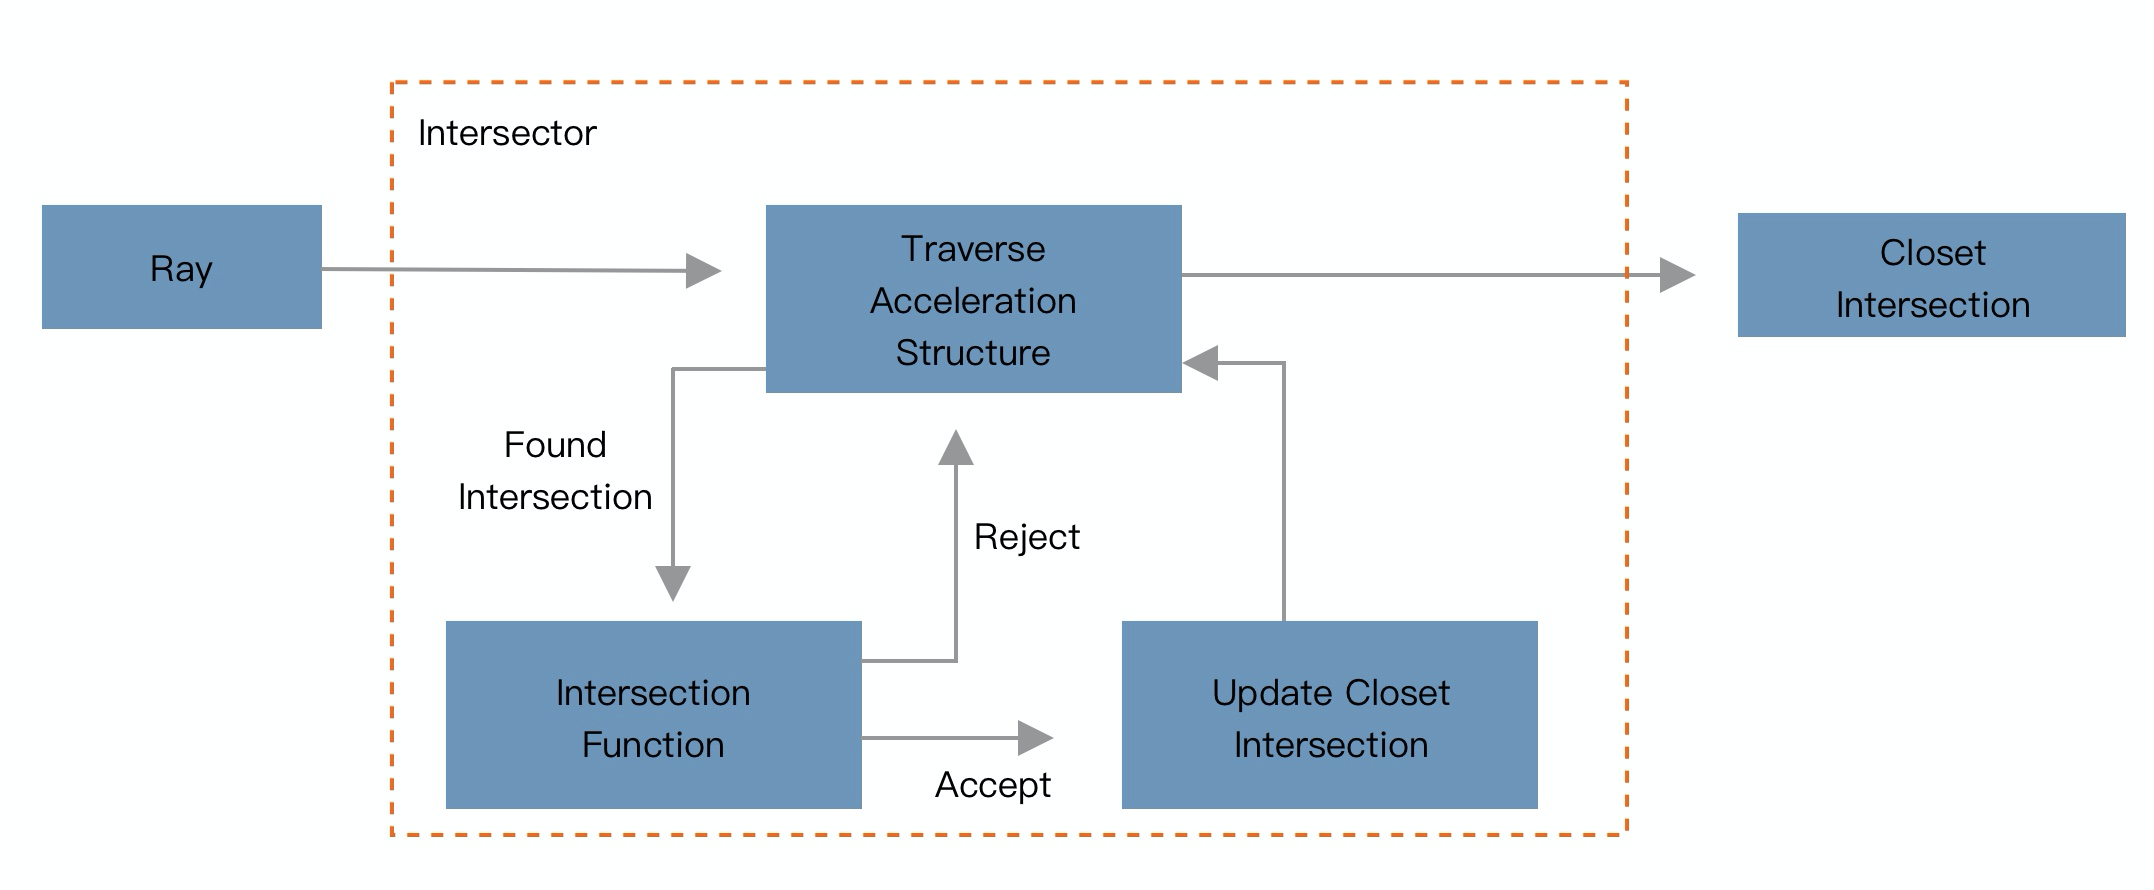 Intersector
Ray
Traverse
Acceleration
Structure
Closet
Intersection
Found
Intersection
Reject
Intersection
Function
Accept
Update Closet
Intersection